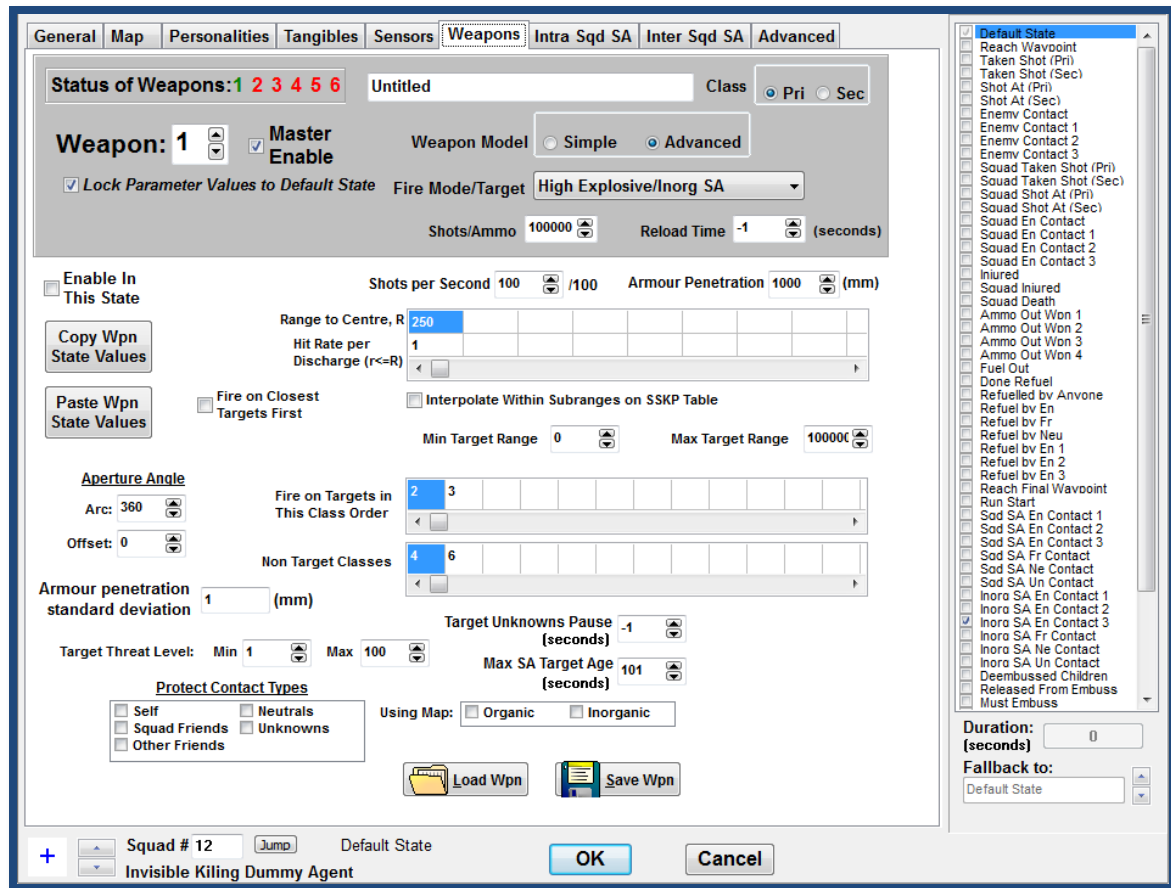 General Map Personalities Tangibles Sensors Weapons Intra Sqd SA Inter Sqd SA Advanced
Status of Weapons:1 2 3 4 5 6 Untitled Class Pri Sec
Weapon: 1 Master Enable Weapon Model Simple Advanced
Lock Parameter Values to Default State Fire Mode/Target High Explosive/Inorg SA
Shots/Ammo 100000 Reload Time -1 (seconds)
Enable In This State Shots per Second 100 /100 Armour Penetration 1000 (mm)
Range to Centre, R 250
Copy Wpn State Values Hit Rate per Discharge (r<=R) 1
Paste Wpn State Values Fire on Closest Targets First Interpolate Within Subranges on SSKP Table
Min Target Range 0 Max Target Range 10000
Aperture Angle
Arc: 360 Fire on Targets in This Class Order 2 3
Offset: 0
Non Target Classes 4 6
Armour penetration standard deviation 1 (mm)
Target Unknowns Pause (seconds) -1
Target Threat Level: Min 1 Max 100 Max SA Target Age (seconds) 101
Protect Contact Types
Self Neutrals Using Map: Organic Inorganic
Squad Friends Unknowns
Other Friends
Load Wpn Save Wpn
Squad # 12 Jump Default State
Invisible Kiling Dummy Agent
OK Cancel
Default State
Reach Waypoint
Taken Shot (Pri)
Taken Shot (Sec)
Shot At (Pri)
Shot At (Sec)
Enemy Contact
Enemy Contact 1
Enemy Contact 2
Enemy Contact 3
Squad Taken Shot (Pri)
Squad Taken Shot (Sec)
Squad Shot At (Pri)
Squad Shot At (Sec)
Squad En Contact
Squad En Contact 1
Squad En Contact 2
Squad En Contact 3
Injured
Squad Injured
Squad Death
Ammo Out Wpn 1
Ammo Out Wpn 2
Ammo Out Wpn 3
Ammo Out Wpn 4
Fuel Out
Done Refuel
Refuelled by Anyone
Refuel by En
Refuel by Fr
Refuel by Neu
Refuel by En 1
Refuel by En 2
Refuel by En 3
Reach Final Waypoint
Run Start
Sqd SA En Contact 1
Sqd SA En Contact 2
Sqd SA En Contact 3
Sqd SA Fr Contact
Sqd SA Ne Contact
Sqd SA Un Contact
Inorg SA En Contact 1
Inorg SA En Contact 2
Inorg SA En Contact 3
Inorg SA Fr Contact
Inorg SA Ne Contact
Inorg SA Un Contact
Deembussed Children
Released From Embuss
Must Embuss
Duration: (seconds) 0
Fallback to:
Default State